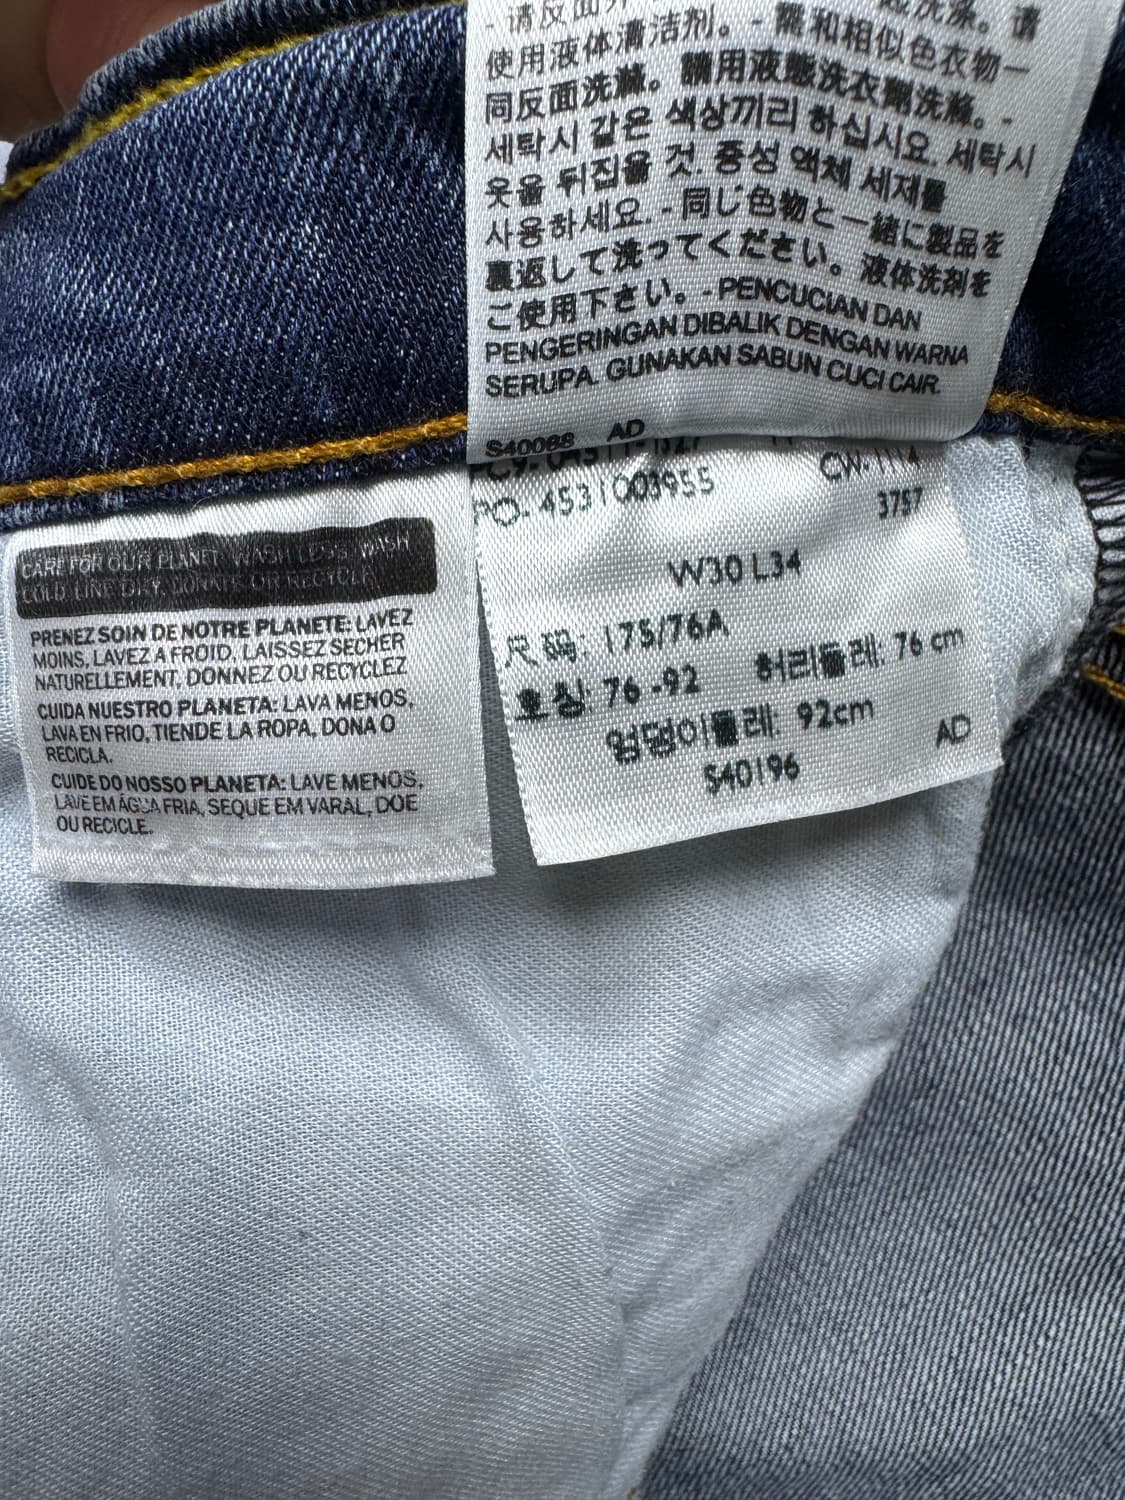 使用液体清洁剂。- 需和相似色衣物一
同反面洗滌。請用液態洗衣劑洗滌。-
세탁시 같은 색상끼리 하십시요. 세탁시
옷을 뒤집을 것. 중성 액체 세제를
사용하세요. - 同じ色物と一緒に製品を
裏返して洗ってください。液体洗剤を
ご使用下さい。- PENCUCIAN DAN
PENGERINGAN DIBALIK DENGAN WARNA
SERUPA. GUNAKAN SABUN CUCI CAIR.
S40088 AD
CARE FOR OUR PLANET WASH LESS, WASH
COLD, LINE DRY, DONATE OR RECYCLE
PRENEZ SOIN DE NOTRE PLANETE: LAVEZ
MOINS, LAVEZ A FROID, LAISSEZ SECHER
NATURELLEMENT, DONNEZ OU RECYCLEZ
CUIDA NUESTRO PLANETA: LAVA MENOS,
LAVA EN FRIO, TIENDE LA ROPA, DONA O
RECICLA.
CUIDE DO NOSSO PLANETA: LAVE MENOS,
LAVE EM ÁGUA FRIA, SEQUE EM VARAL, DOE
OU RECICLE.
PO- 4531003955 CW-1114
3757
W30 L34
尺码: 175/76A
호칭: 76 -92 허리둘레: 76 cm
엉덩이둘레: 92cm
S40196 AD